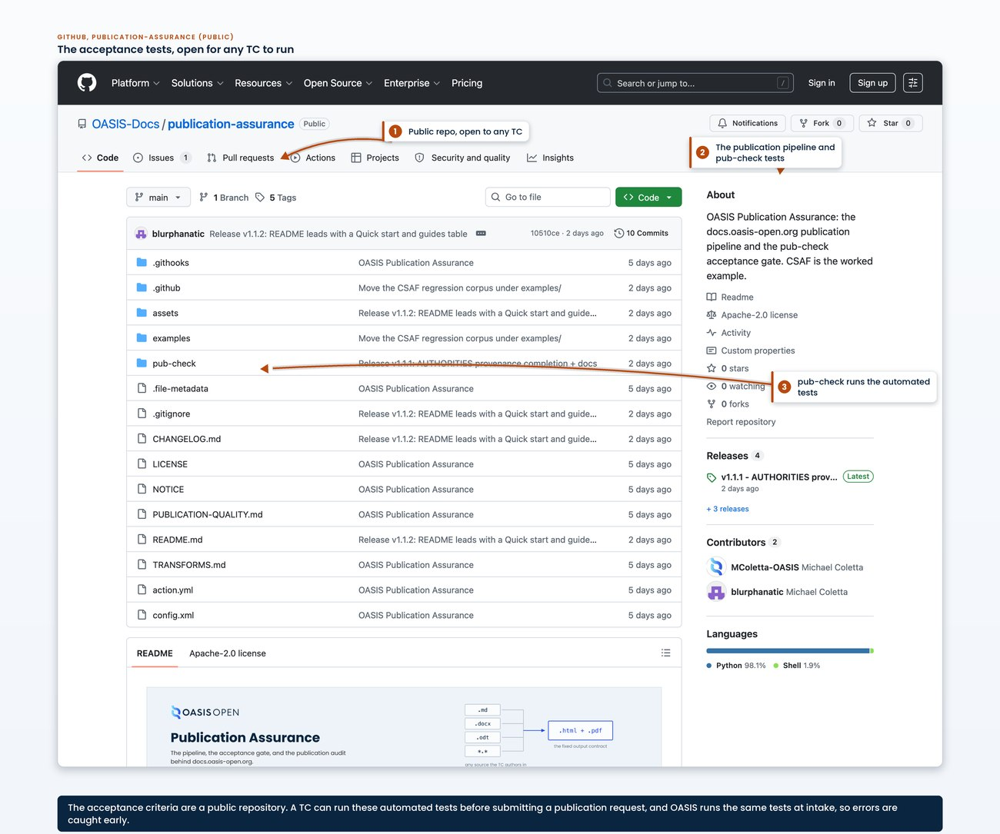 GITHUB, PUBLICATION-ASSURANCE (PUBLIC)
The acceptance tests, open for any TC to run
Platform Solutions Resources Open Source Enterprise Pricing Search or jump to... / Sign in Sign up
OASIS-Docs / publication-assurance Public
1 Public repo, open to any TC
Notifications Fork 0 Star 0
2 The publication pipeline and
pub-check tests
Code Issues 1 Pull requests Actions Projects Security and quality Insights
main 1 Branch 5 Tags Go to file Code
blurphanatic Release v1.1.2: README leads with a Quick start and guides table 10510ce · 2 days ago 10 Commits
.githooks OASIS Publication Assurance 5 days ago
.github Move the CSAF regression corpus under examples/ 2 days ago
assets Release v1.1.2: README leads with a Quick start and guide... 2 days ago
examples Move the CSAF regression corpus under examples/ 2 days ago
pub-check Release v1.1.1: AUTHORITIES provenance completion + docs 2 days ago
.file-metadata OASIS Publication Assurance 5 days ago
.gitignore Release v1.1.2: README leads with a Quick start and guide... 2 days ago
CHANGELOG.md Release v1.1.2: README leads with a Quick start and guide... 2 days ago
LICENSE OASIS Publication Assurance 5 days ago
NOTICE OASIS Publication Assurance 5 days ago
PUBLICATION-QUALITY.md OASIS Publication Assurance 5 days ago
README.md Release v1.1.2: README leads with a Quick start and guide... 2 days ago
TRANSFORMS.md OASIS Publication Assurance 5 days ago
action.yml OASIS Publication Assurance 5 days ago
config.xml OASIS Publication Assurance 5 days ago
About
OASIS Publication Assurance: the
docs.oasis-open.org publication
pipeline and the pub-check
acceptance gate. CSAF is the worked
example.
Readme
Apache-2.0 license
Activity
Custom properties
0 stars
0 watching
0 forks
Report repository
3 pub-check runs the automated
tests
Releases 4
v1.1.1 - AUTHORITIES prov... Latest
2 days ago
+ 3 releases
Contributors 2
MColetta-OASIS Michael Coletta
blurphanatic Michael Coletta
Languages
Python 98.1% Shell 1.9%
README Apache-2.0 license
OASIS OPEN
Publication Assurance
The pipeline, the acceptance gate, and the publication audit
behind docs.oasis-open.org.
.md
.docx
.odt
*.*
any source the TC authors in
.html + .pdf
the fixed output contract
The acceptance criteria are a public repository. A TC can run these automated tests before submitting a publication request, and OASIS runs the same tests at intake, so errors are
caught early.